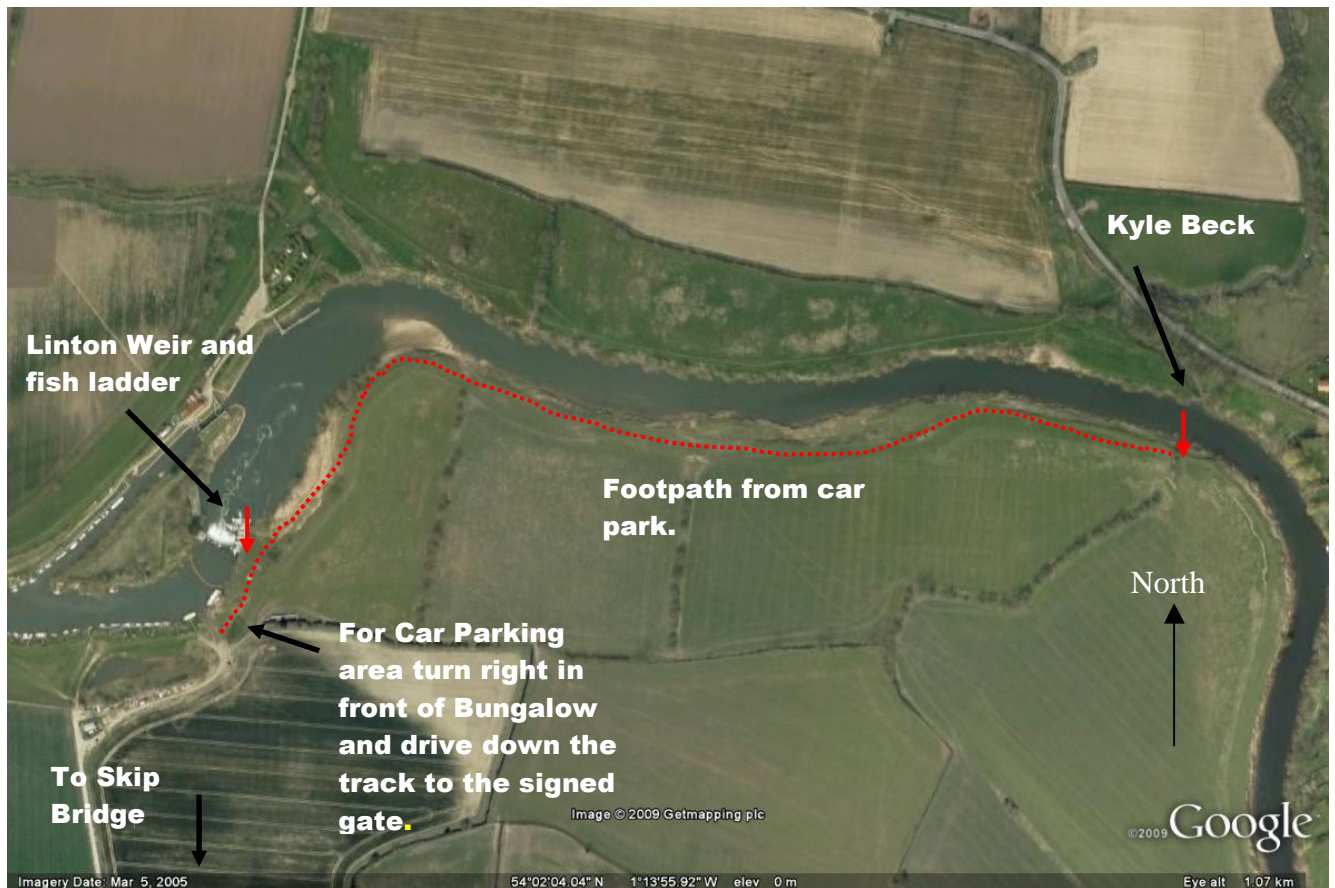 Kyle Beck
Linton Weir and
fish ladder
Footpath from car
park.
North
For Car Parking
area turn right in
front of Bungalow
and drive down the
track to the signed
gate.
To Skip
Bridge
Image © 2009 Getmapping plc
©2009 Google
Imagery Date: Mar 5, 2005
54°02'04.04" N 1°13'55.92" W elev 0 m
Eye alt 1.07 km